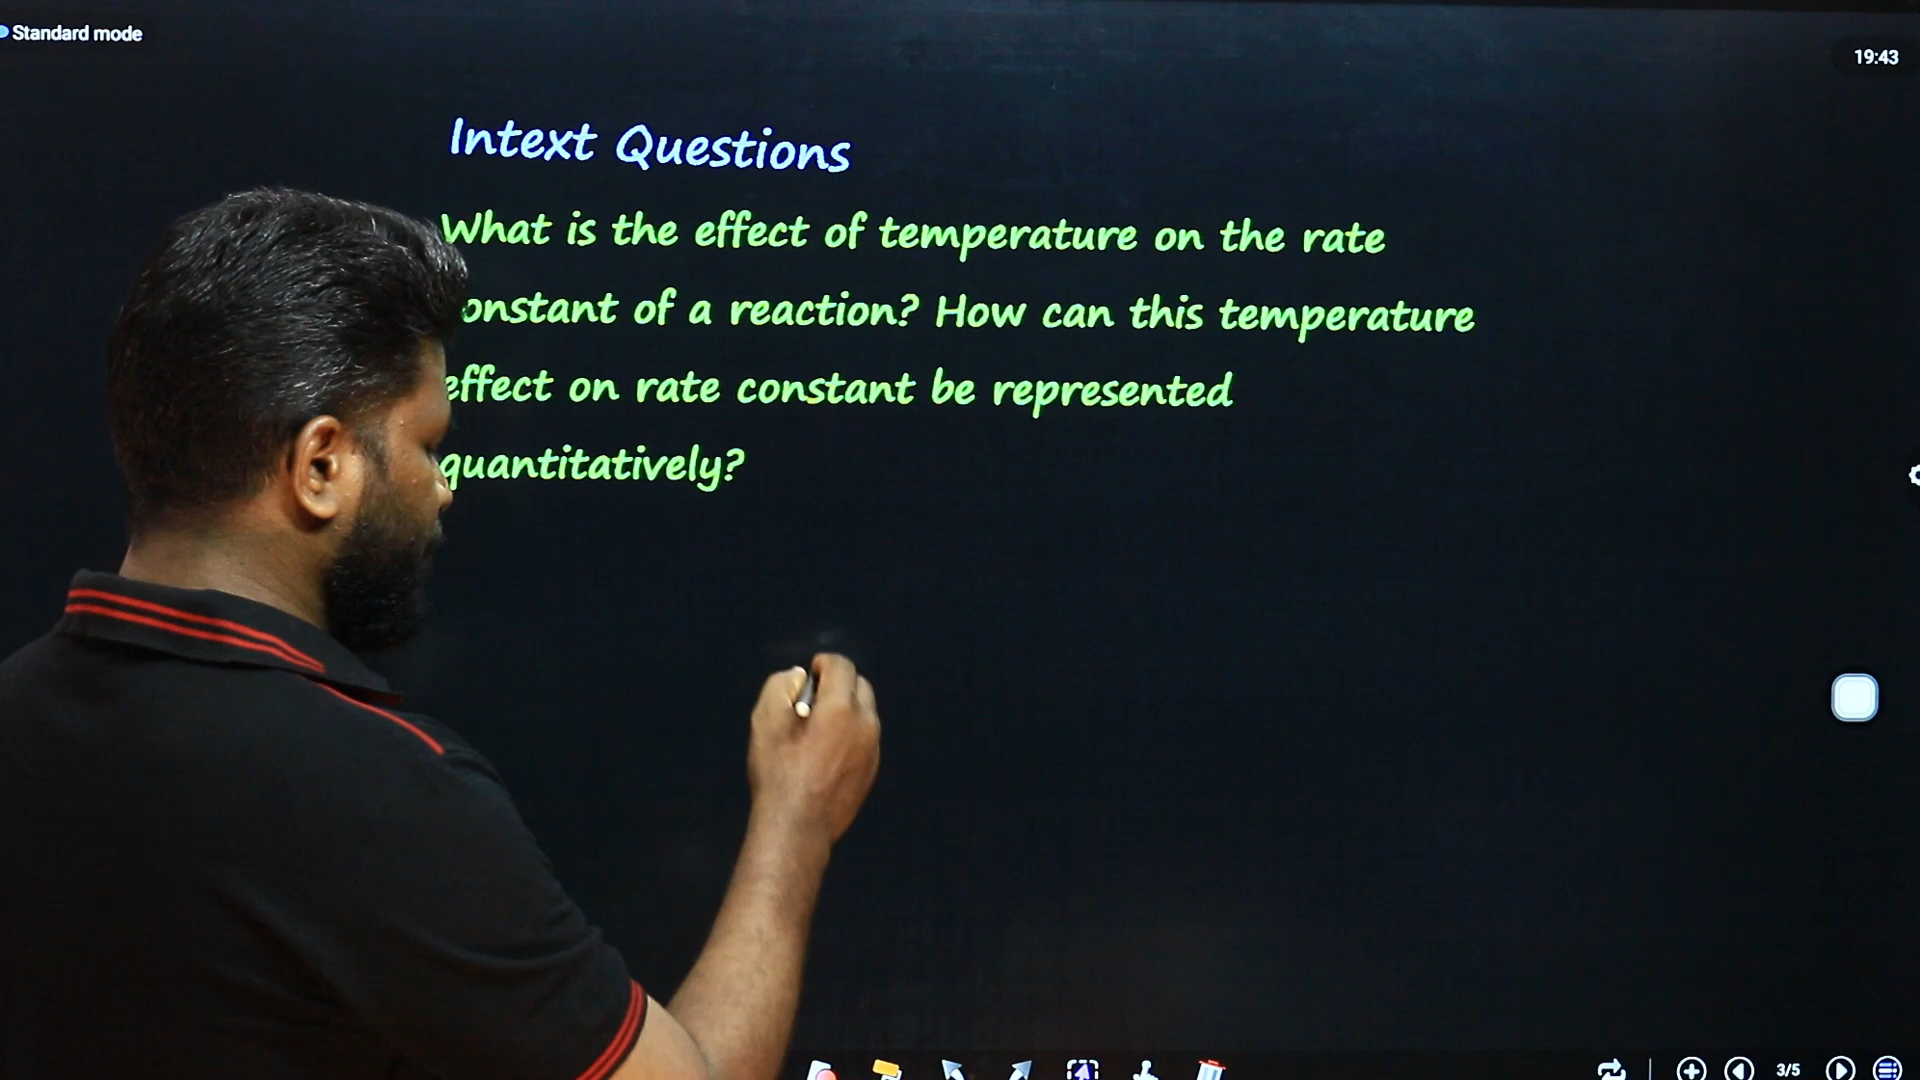 Standard mode
19:43
Intext Questions
What is the effect of temperature on the rate
constant of a reaction? How can this temperature
effect on rate constant be represented
quantitatively?
3/5